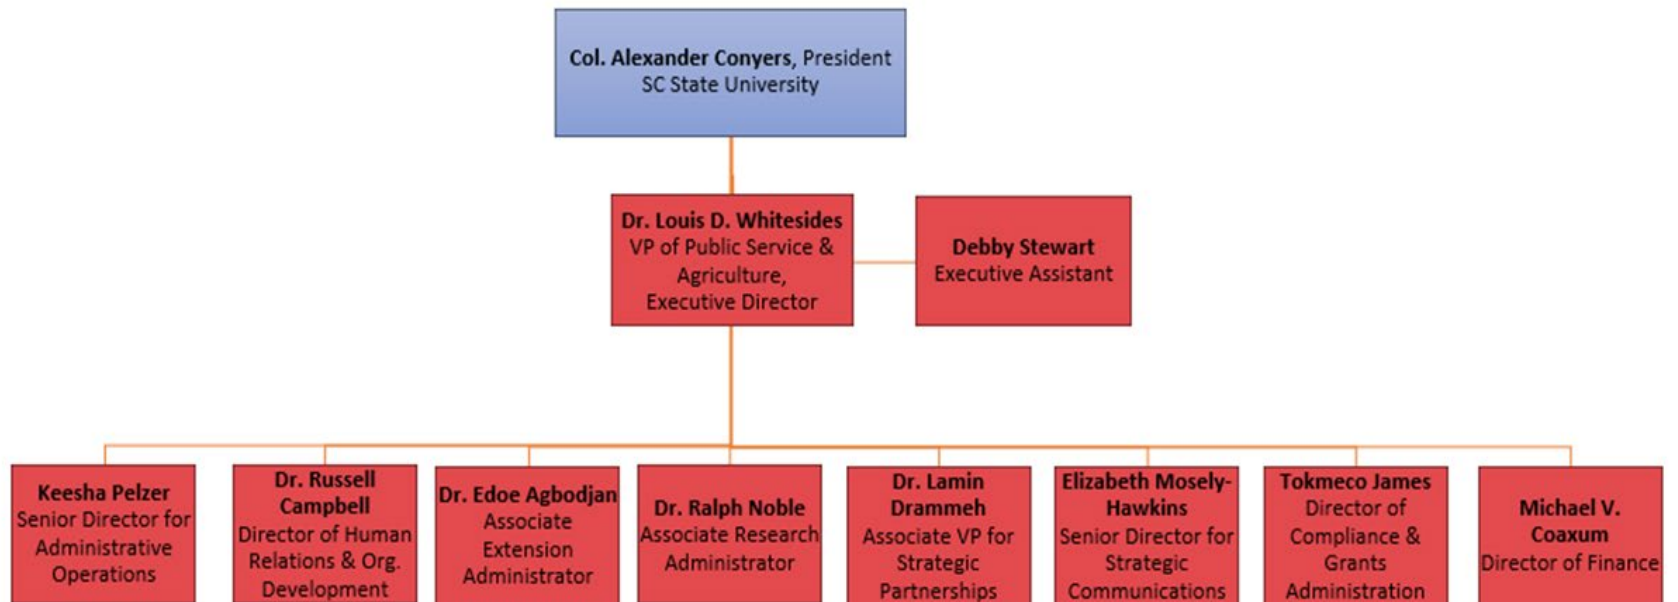 Col. Alexander Conyers, President
SC State University
Dr. Louis D. Whitesides
VP of Public Service &
Agriculture,
Executive Director
Debby Stewart
Executive Assistant
Keesha Pelzer
Senior Director for
Administrative
Operations
Dr. Russell
Campbell
Director of Human
Relations & Org.
Development
Dr. Edoe Agbodjan
Associate
Extension
Administrator
Dr. Ralph Noble
Associate Research
Administrator
Dr. Lamin
Drammeh
Associate VP for
Strategic
Partnerships
Elizabeth Mosely-
Hawkins
Senior Director for
Strategic
Communications
Tokmeco James
Director of
Compliance &
Grants
Administration
Michael V.
Coaxum
Director of Finance